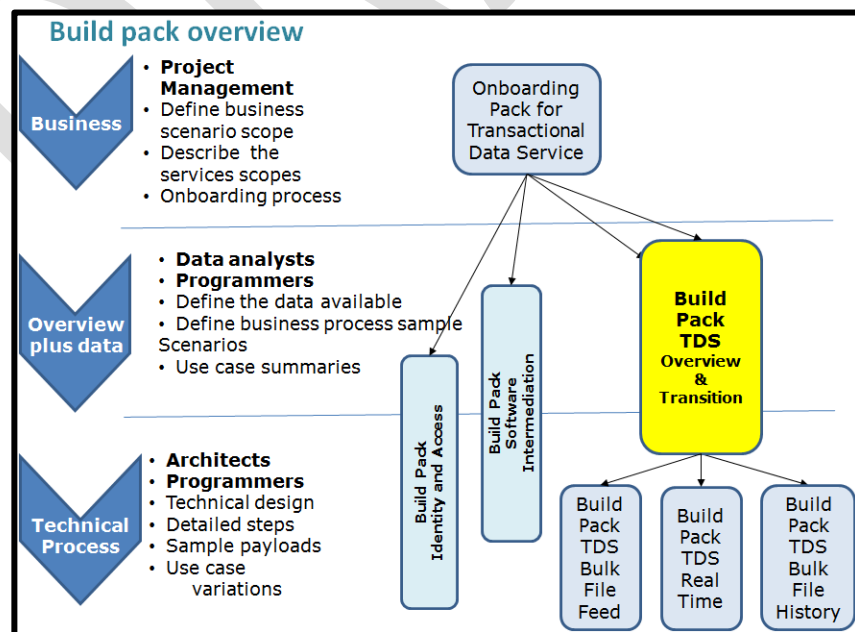 Build pack overview
Business
• Project
Management
• Define business
scenario scope
• Describe the
services scopes
• Onboarding process
Onboarding
Pack for
Transactional
Data Service
Overview
plus data
• Data analysts
• Programmers
• Define the data available
• Define business process sample
Scenarios
• Use case summaries
Build Pack
Identity and Access
Build Pack
Software
Intermediation
Build
Pack
TDS
Overview
&
Transition
Technical
Process
• Architects
• Programmers
• Technical design
• Detailed steps
• Sample payloads
• Use case
variations
Build
Pack
TDS
Bulk
File
Feed
Build
Pack
TDS
Real
Time
Build
Pack
TDS
Bulk
File
History